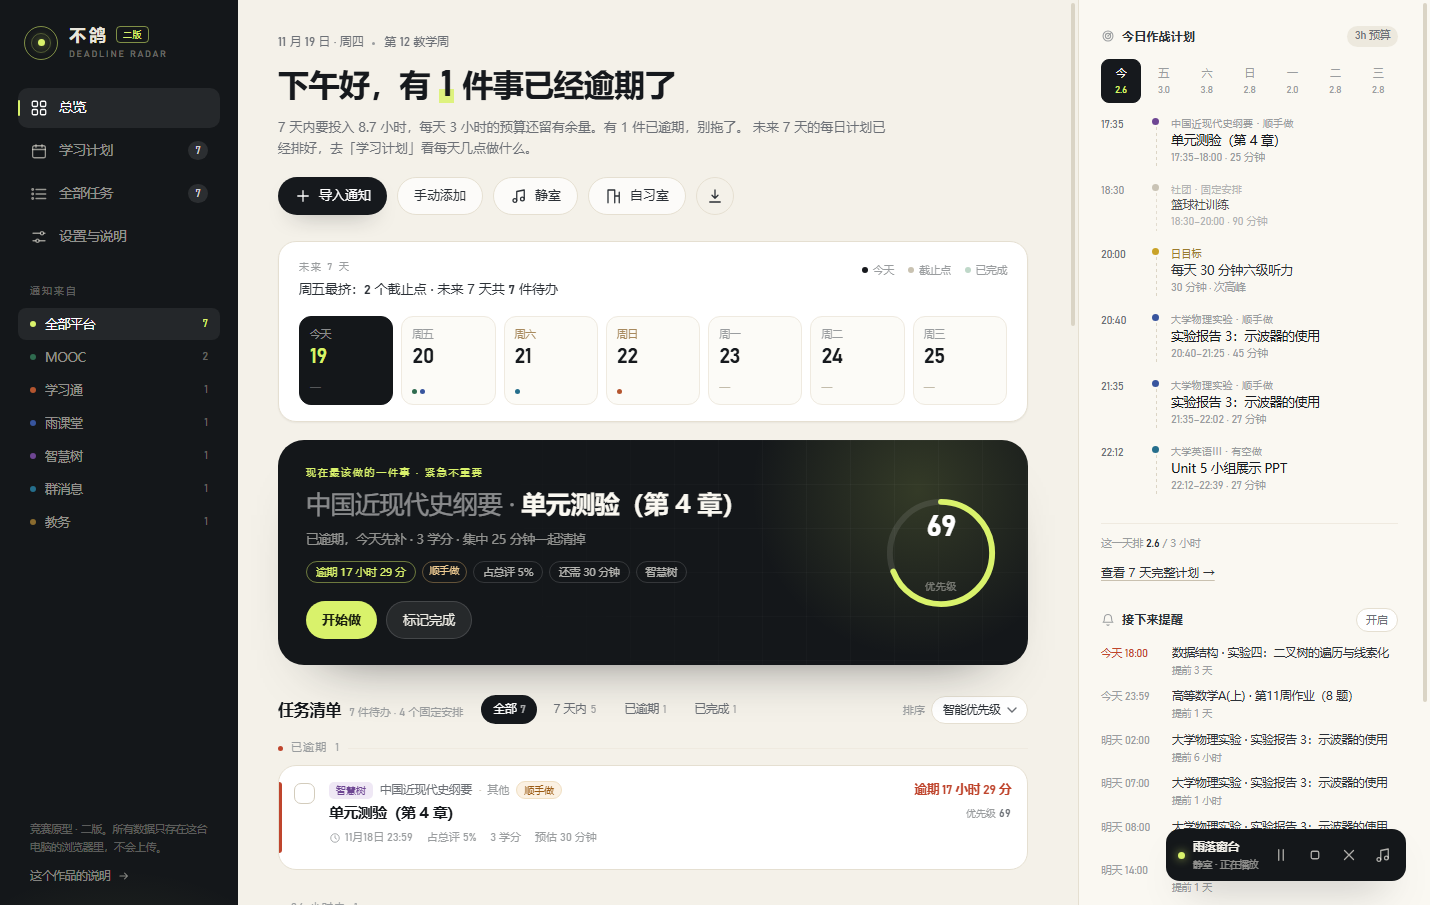 不鸽 二版
DEADLINE RADAR
总览
学习计划 7
全部任务 7
设置与说明
通知来自
全部平台 7
MOOC 2
学习通 1
雨课堂 1
智慧树 1
群消息 1
教务 1
竞赛原型 · 二版。所有数据只存在这台
电脑的浏览器里，不会上传。
这个作品的说明 →
11 月 19 日 · 周四 · 第 12 教学周
下午好，有 1 件事已经逾期了
7 天内要投入 8.7 小时，每天 3 小时的预算还留有余量。有 1 件已逾期，别拖了。 未来 7 天的每日计划已
经排好，去「学习计划」看每天几点做什么。
导入通知 手动添加 静室 自习室
未来 7 天
周五最挤：2 个截止点 · 未来 7 天共 7 件待办
今天 截止点 已完成
今天 周五 周六 周日 周一 周二 周三
19 20 21 22 23 24 25
— — — —
现在最该做的一件事 · 紧急不重要
中国近现代史纲要 · 单元测验（第 4 章）
已逾期，今天先补 · 3 学分 · 集中 25 分钟一起清掉
逾期 17 小时 29 分 顺手做 占总评 5% 还需 30 分钟 智慧树
开始做 标记完成
69
优先级
任务清单 7 件待办 · 4 个固定安排 全部 7 7 天内 5 已逾期 1 已完成 1 排序 智能优先级
已逾期 1
智慧树 中国近现代史纲要 · 其他 顺手做 逾期 17 小时 29 分
单元测验（第 4 章） 优先级 69
11月18日 23:59 占总评 5% 3 学分 预估 30 分钟
今日作战计划 3h 预算
今 五 六 日 一 二 三
2.6 3.0 3.8 2.8 2.0 2.8 2.8
17:35 中国近现代史纲要 · 顺手做
单元测验（第 4 章）
17:35–18:00 · 25 分钟
18:30 社团 · 固定安排
篮球社训练
18:30–20:00 · 90 分钟
20:00 日目标
每天 30 分钟六级听力
30 分钟 · 次高峰
20:40 大学物理实验 · 顺手做
实验报告 3：示波器的使用
20:40–21:25 · 45 分钟
21:35 大学物理实验 · 顺手做
实验报告 3：示波器的使用
21:35–22:02 · 27 分钟
22:12 大学英语III · 有空做
Unit 5 小组展示 PPT
22:12–22:39 · 27 分钟
这一天排 2.6 / 3 小时
查看 7 天完整计划 →
接下来提醒 开启
今天 18:00 数据结构 · 实验四：二叉树的遍历与线索化
提前 3 天
今天 23:59 高等数学A(上) · 第11周作业（8 题）
提前 1 天
明天 02:00 大学物理实验 · 实验报告 3：示波器的使用
提前 6 小时
明天 07:00 大学物理实验 · 实验报告 3：示波器的使用
提前 1 小时
明天 08:00 大学物理实验 · 实验报告 3：示波器的使用
明天 14:00
提前 1 天
雨落窗台
静室 · 正在播放